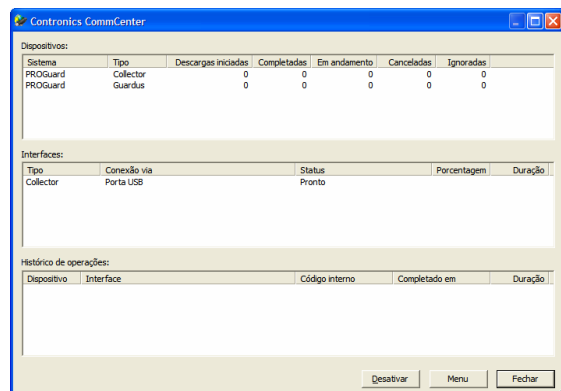 Contronics CommCenter
Dispositivos:
Sistema Tipo Descargas iniciadas Completadas Em andamento Canceladas Ignoradas
PROGuard Collector 0 0 0 0 0
PROGuard Guardus 0 0 0 0 0
Interfaces:
Tipo Conexão via Status Porcentagem Duração
Collector Porta USB Pronto
Histórico de operações:
Dispositivo Interface Código interno Completado em Duração
Desativar Menu Fechar